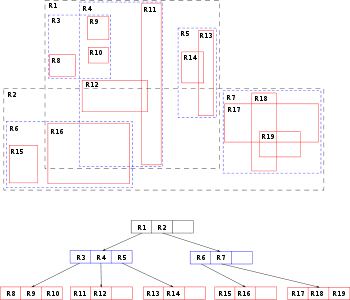 R1
R4
R11
R3
R9
R5
R13
R10
R8
R14
R12
R2
R7
R18
R17
R6
R16
R19
R15
R1 R2
R3 R4 R5
R6 R7
R8 R9 R10
R11 R12
R13 R14
R15 R16
R17 R18 R19